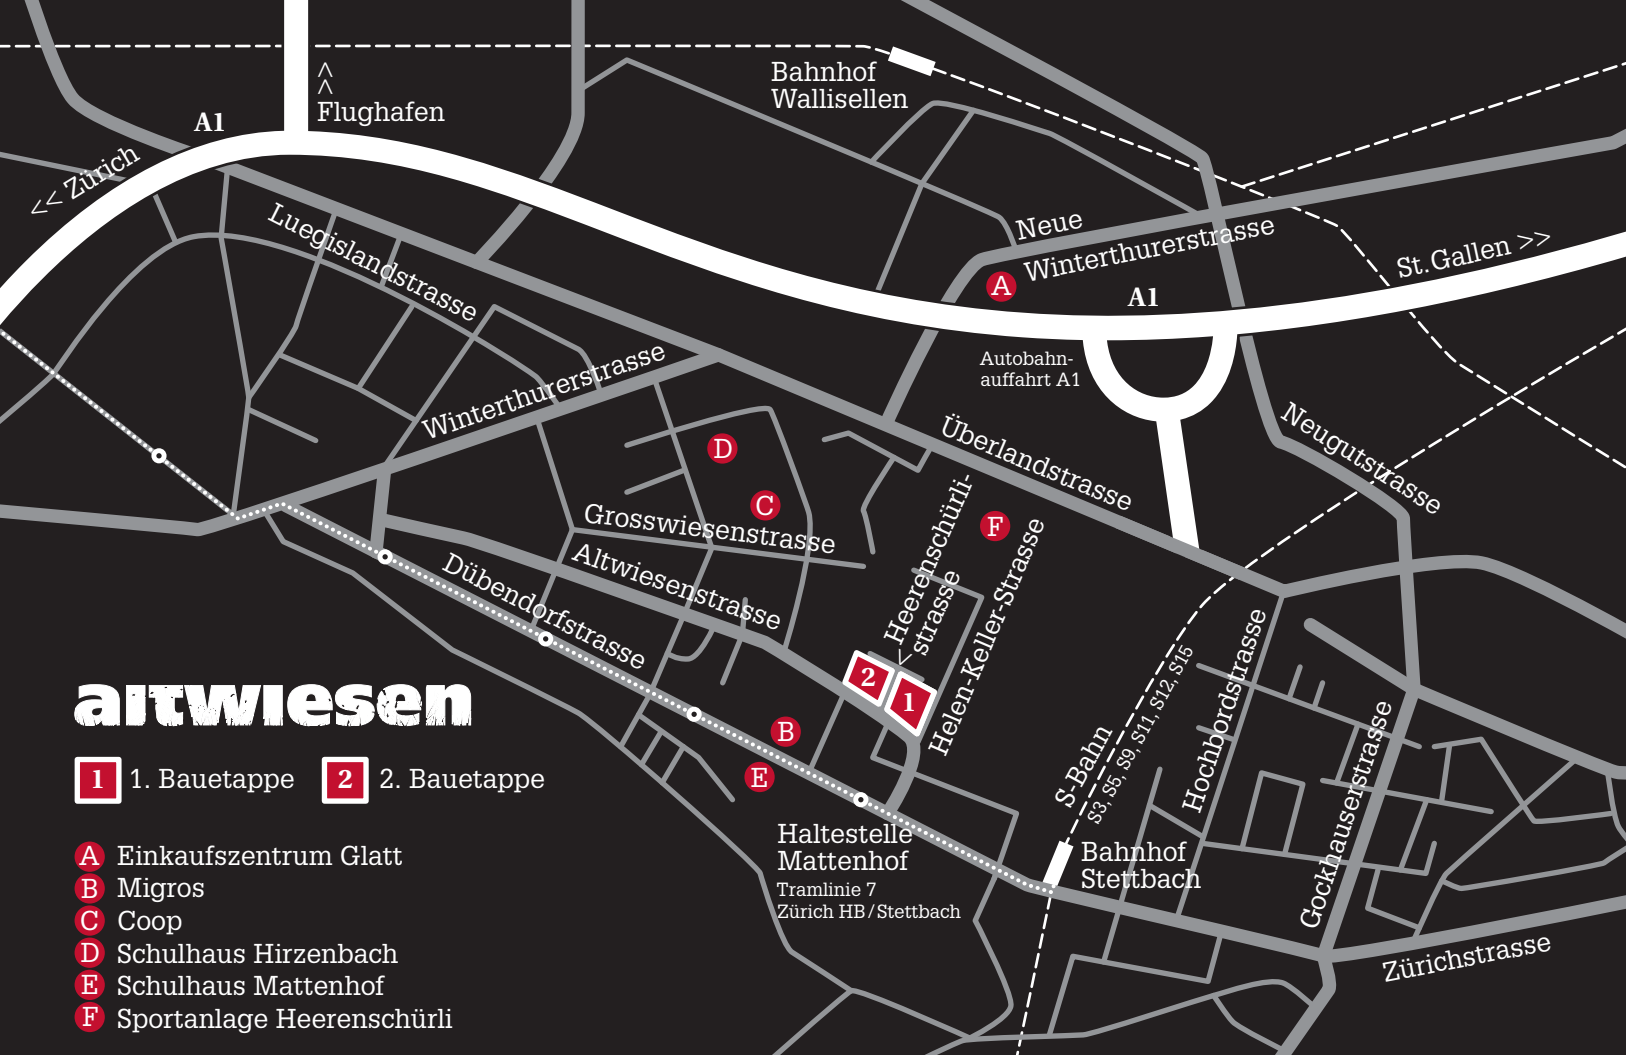 A1
^^
Flughafen
<< Zürich
Bahnhof
Wallisellen
Luegislandstrasse
Neue
Winterthurerstrasse
A
St. Gallen >>
A1
Autobahn-
auffahrt A1
Winterthurerstrasse
Überlandstrasse
Neugutstrasse
D
C
Grosswiesenstrasse
Altwiesenstrasse
Dübendorfstrasse
Heerenschürli-
strasse
<
F
Helen-Keller-Strasse
2
1
B
E
S-Bahn
S3, S5, S9, S11, S12, S15
Hochbordstrasse
Gockhauserstrasse
Haltestelle
Mattenhof
Tramlinie 7
Zürich HB/Stettbach
Bahnhof
Stettbach
Zürichstrasse
altwiesen
1 1. Bauetappe 2 2. Bauetappe
A Einkaufszentrum Glatt
B Migros
C Coop
D Schulhaus Hirzenbach
E Schulhaus Mattenhof
F Sportanlage Heerenschürli